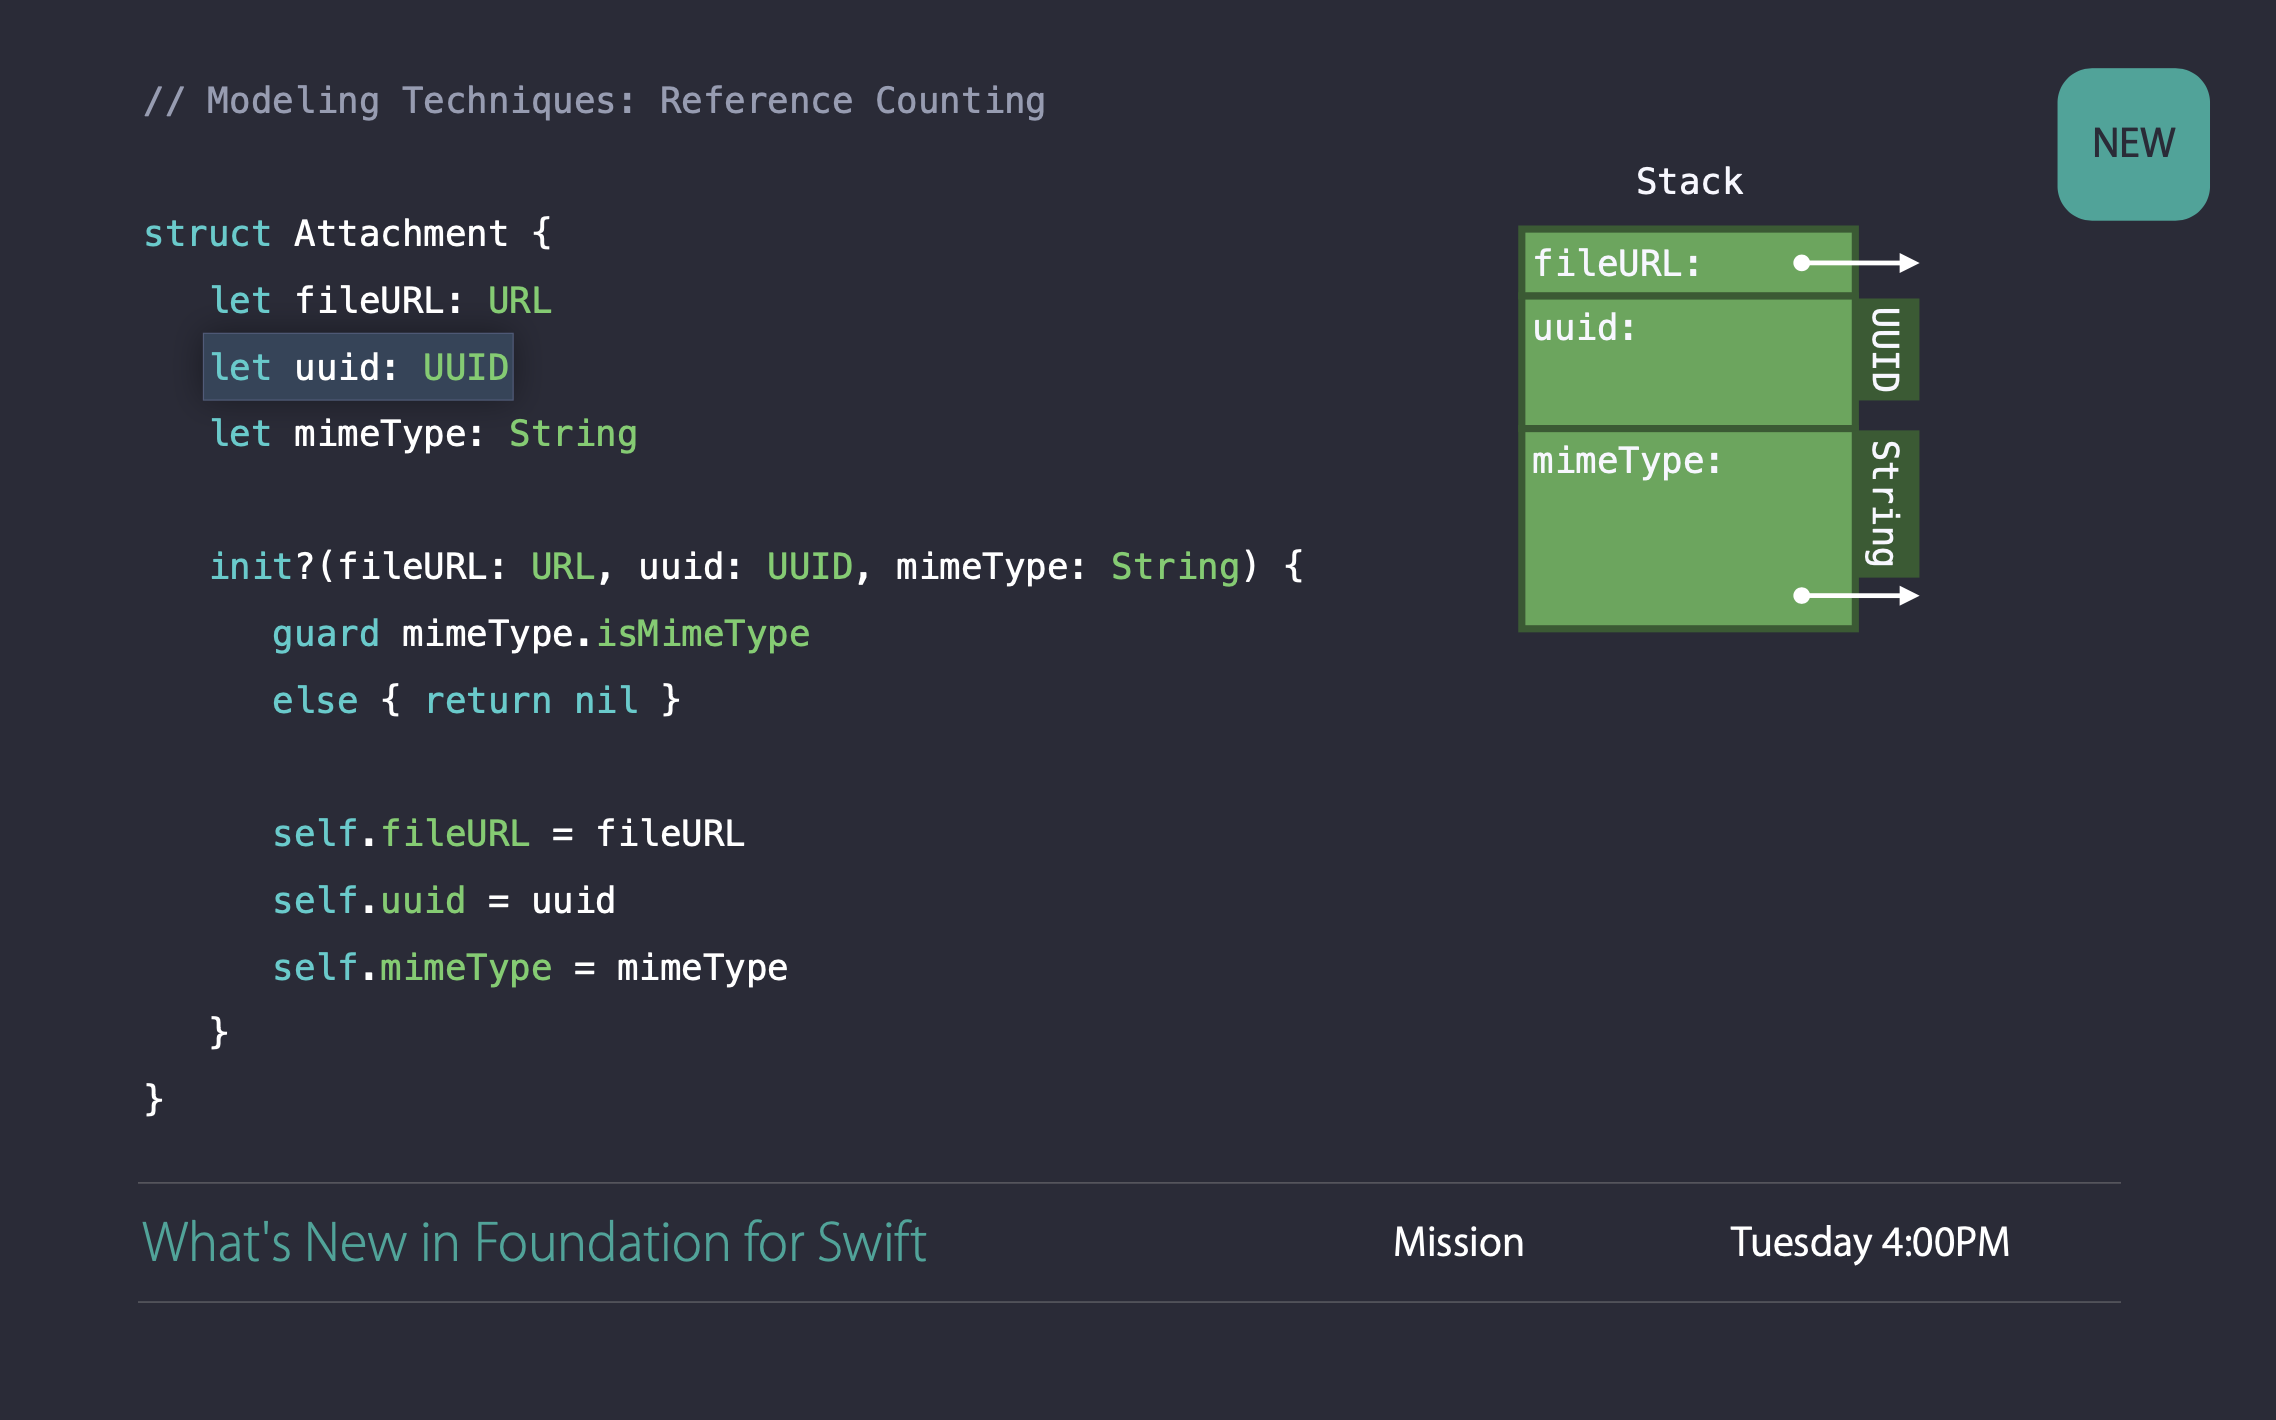 // Modeling Techniques: Reference Counting
NEW
struct Attachment {
let fileURL: URL
let uuid: UUID
let mimeType: String
init?(fileURL: URL, uuid: UUID, mimeType: String) {
guard mimeType.isMimeType
else { return nil }
self.fileURL = fileURL
self.uuid = uuid
self.mimeType = mimeType
}
}
Stack
fileURL:
uuid:
UUID
mimeType:
String
What's New in Foundation for Swift
Mission
Tuesday 4:00PM